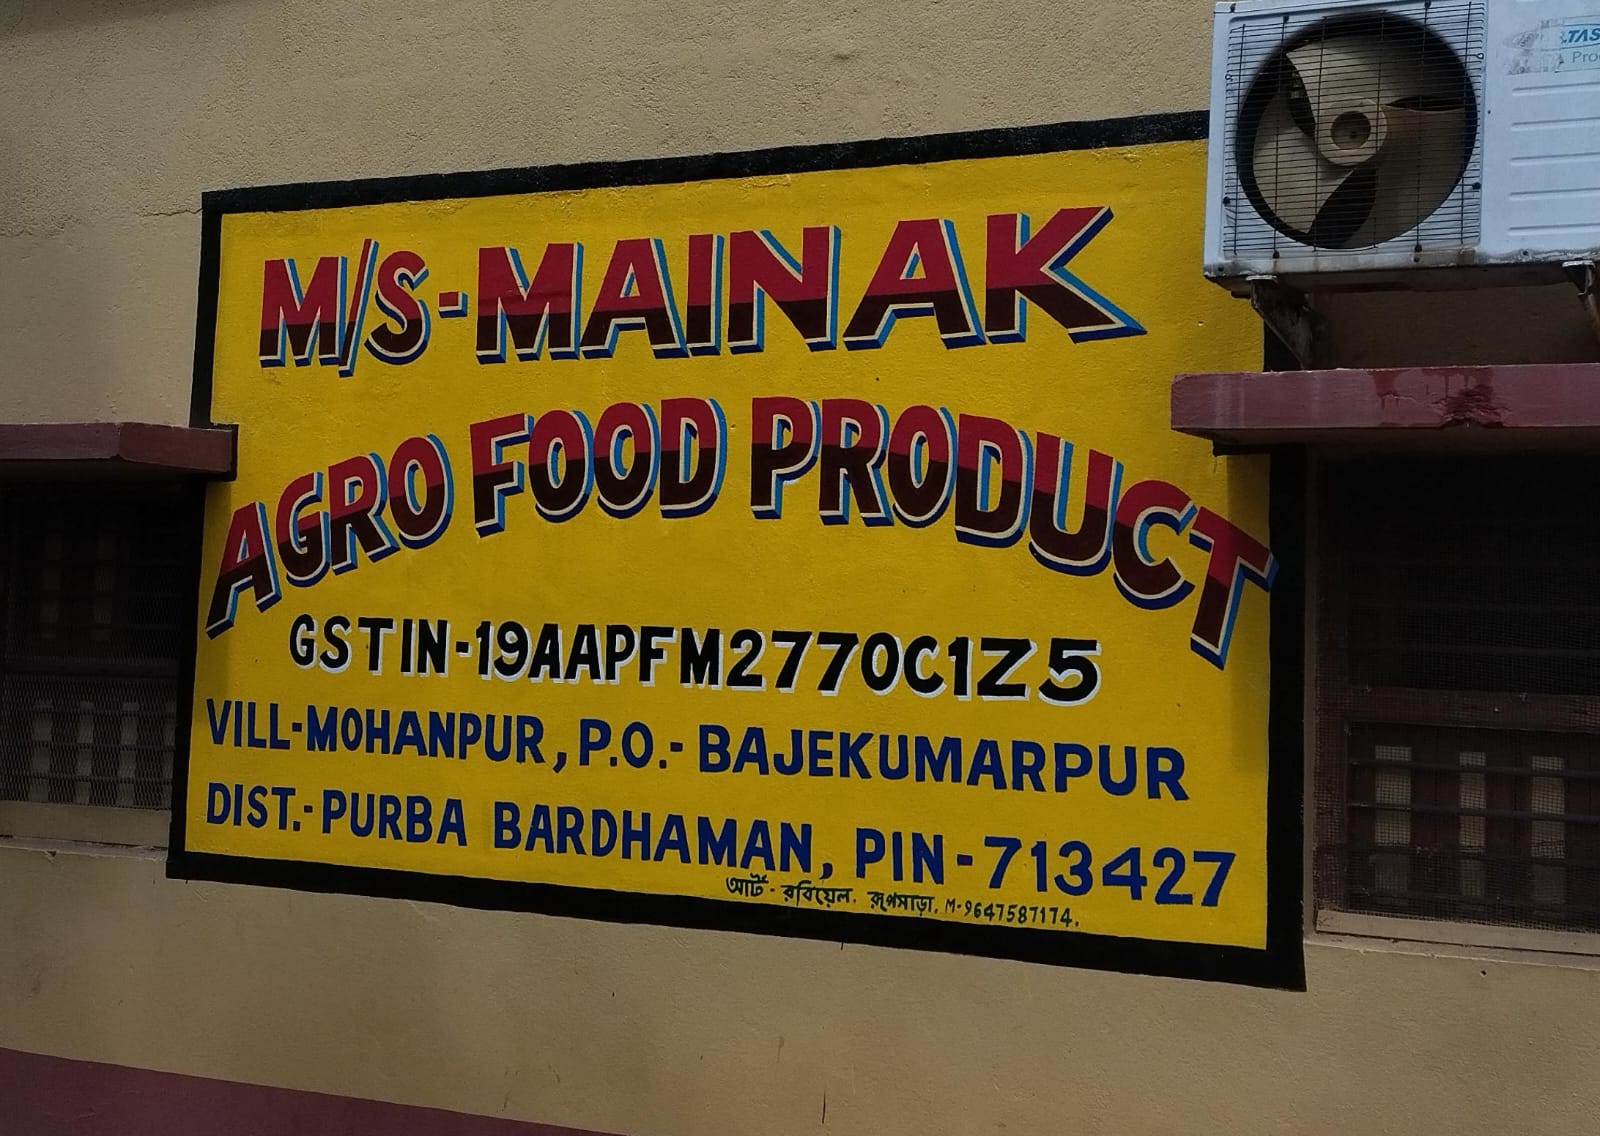 M/S-MAINAK
AGRO FOOD PRODUCT
GSTIN-19AAPFM2770C1Z5
VILL-MOHANPUR, P.O.- BAJEKUMARPUR
DIST.- PURBA BARDHAMAN, PIN-713427
আর্ট - রবিয়েল, রূপসাড়া, M-9647587174.